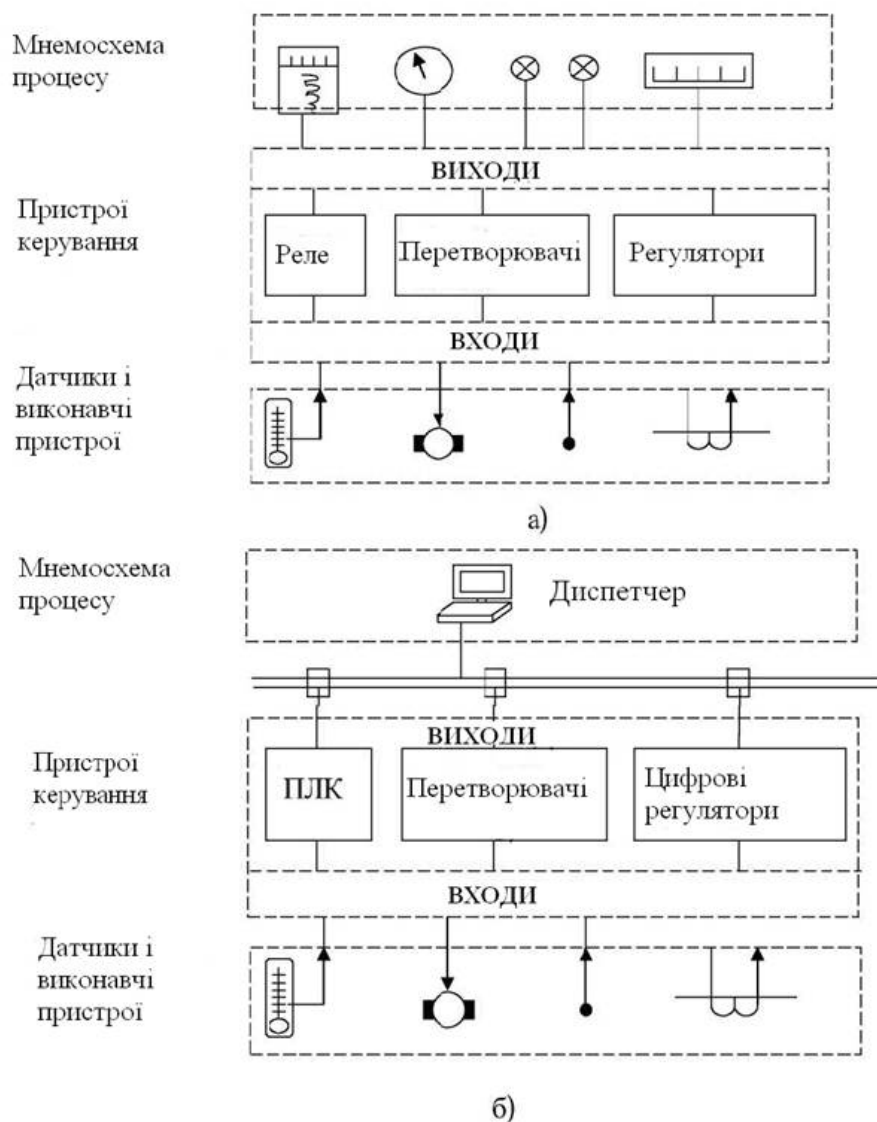 Мнемосхема
процесу
ВИХОДИ
Пристрої
керування
Реле
Перетворювачі
Регулятори
ВХОДИ
Датчики і
виконавчі
пристрої
а)
Мнемосхема
процесу
Диспетчер
ВИХОДИ
Пристрої
керування
ПЛК
Перетворювачі
Цифрові
регулятори
ВХОДИ
Датчики і
виконавчі
пристрої
б)